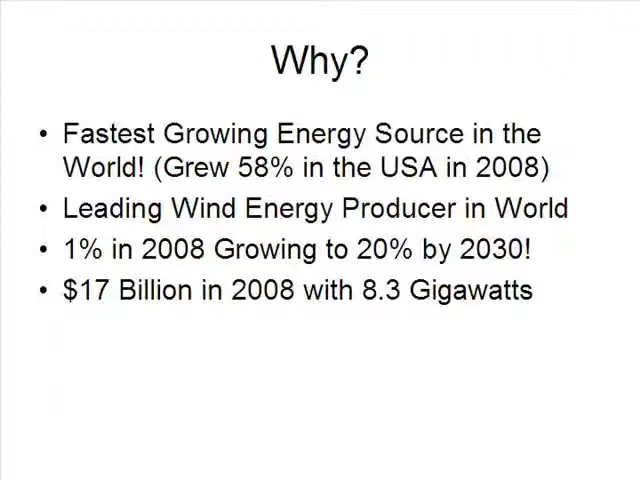 Why?
• Fastest Growing Energy Source in the
World! (Grew 58% in the USA in 2008)
• Leading Wind Energy Producer in World
• 1% in 2008 Growing to 20% by 2030!
• $17 Billion in 2008 with 8.3 Gigawatts